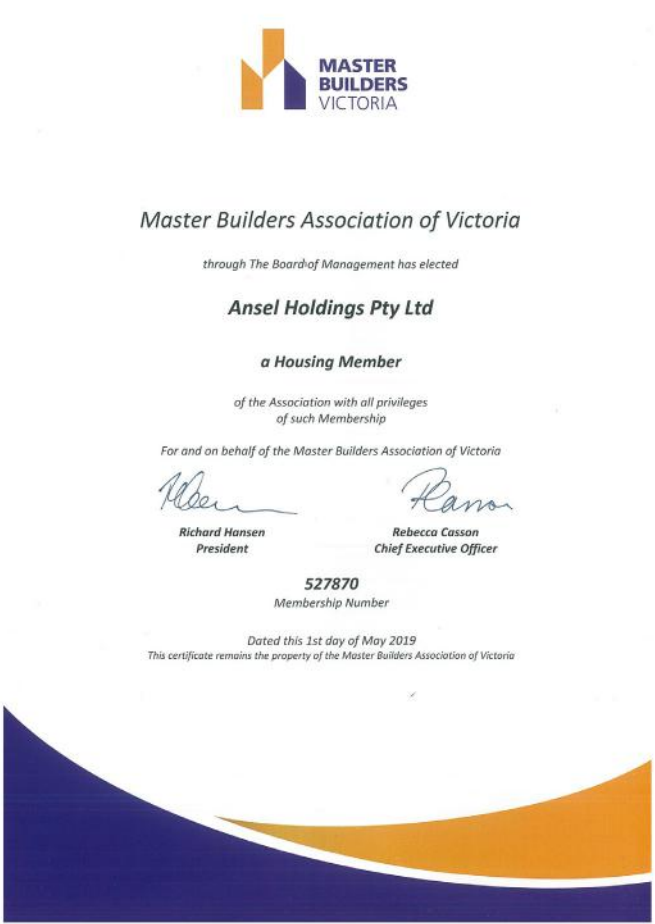 MASTER
BUILDERS
VICTORIA
Master Builders Association of Victoria
through The Board of Management has elected
Ansel Holdings Pty Ltd
a Housing Member
of the Association with all privileges
of such Membership
For and on behalf of the Master Builders Association of Victoria
Richard Hansen
President
Rebecca Casson
Chief Executive Officer
527870
Membership Number
Dated this 1st day of May 2019
This certificate remains the property of the Master Builders Association of Victoria